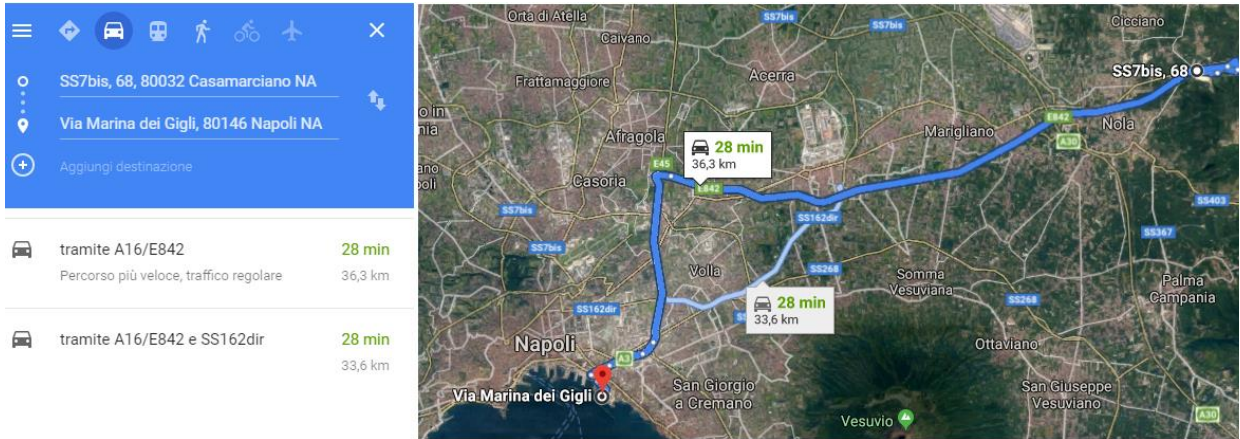 SS7bis, 68, 80032 Casamarciano NA
Via Marina dei Gigli, 80146 Napoli NA
Aggiungi destinazione
tramite A16/E842
28 min
Percorso più veloce, traffico regolare
36,3 km
tramite A16/E842 e SS162dir
28 min
33,6 km
Orta di Atella
SS7bis
SS7bis
Cicciano
Caivano
Frattamaggiore
Acerra
SS7bis, 68
E842
Nola
Marigliano
A30
Afragola
28 min
36,3 km
E45
E842
Casoria
SS7bis
SS162dir
SS403
SS7bis
SS367
Volla
SS268
Somma
Vesuviana
Palma
Campania
28 min
33,6 km
SS268
SS162dir
Napoli
A3
Ottaviano
San Giorgio
a Cremano
San Giuseppe
Vesuviano
Via Marina dei Gigli
Vesuvio
A30